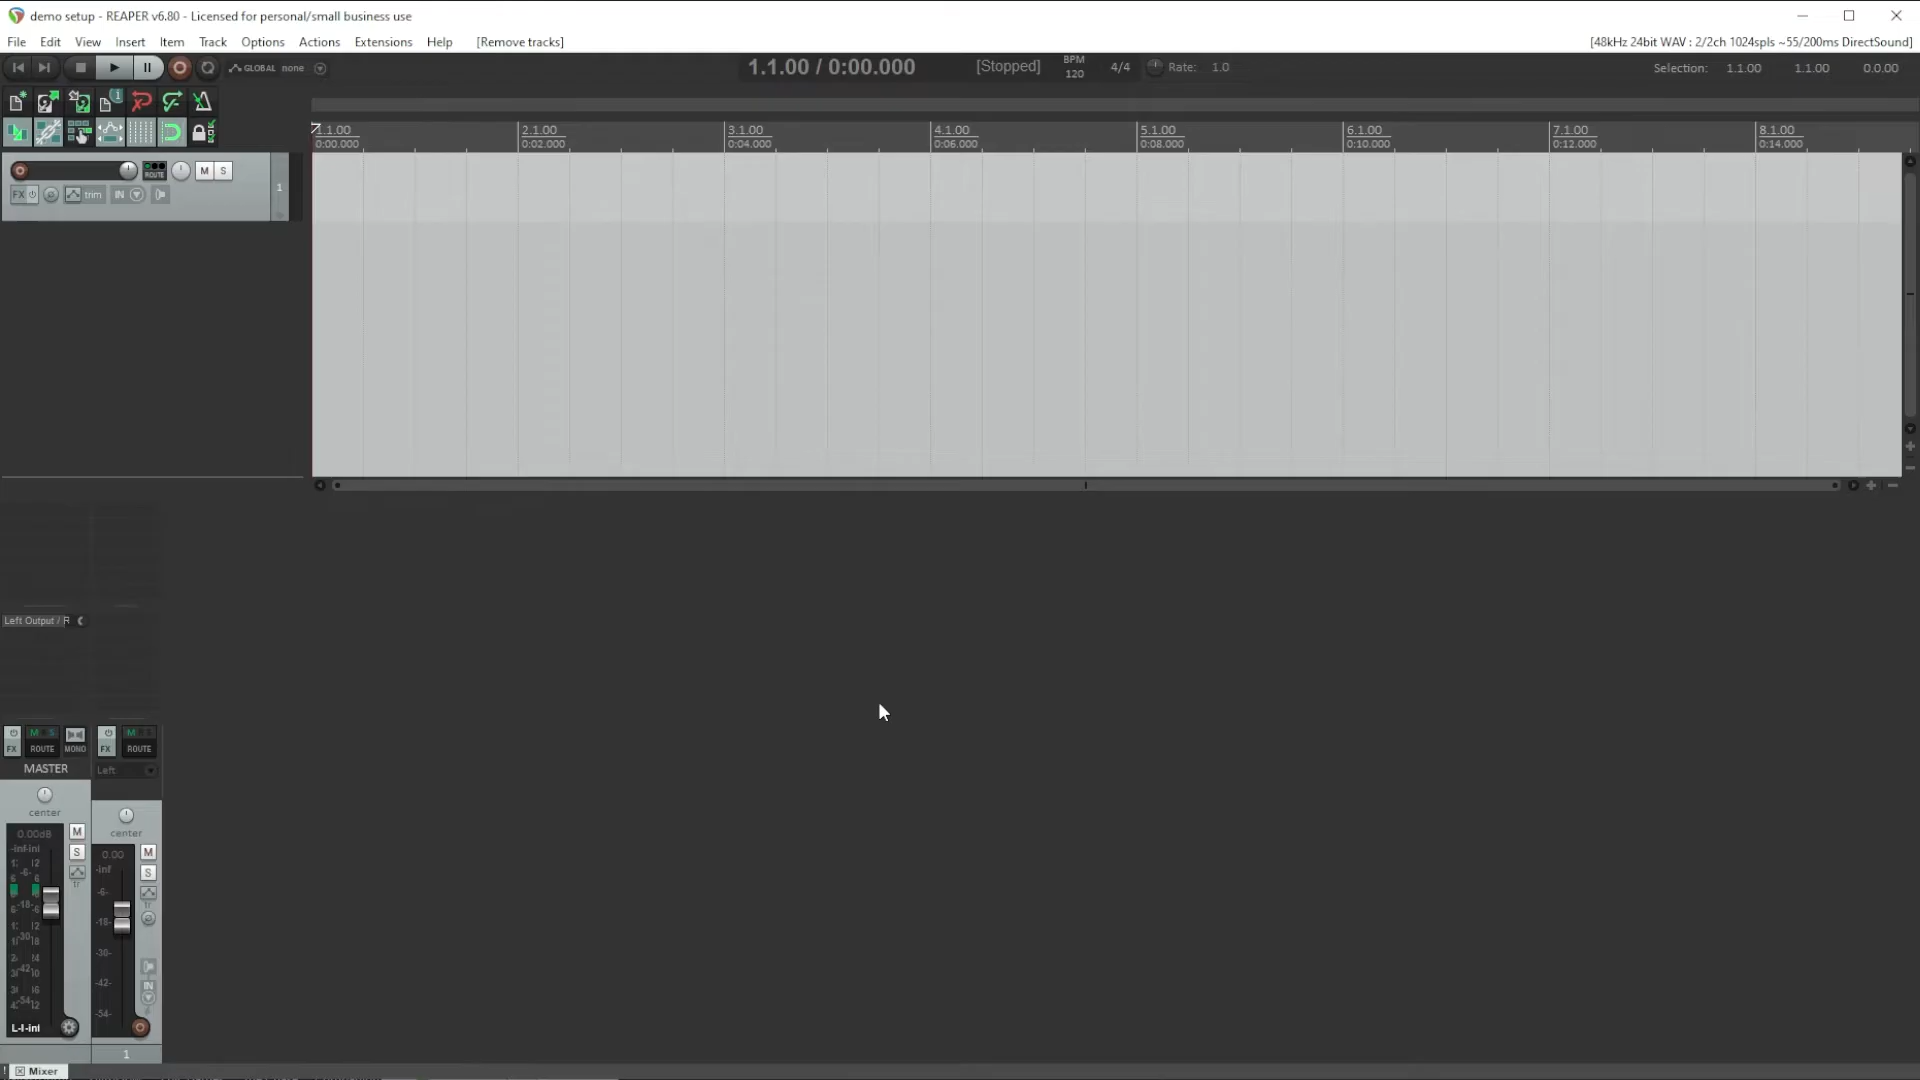 demo setup - REAPER v6.80 - Licensed for personal/small business use
File Edit View Insert Item Track Options Actions Extensions Help [Remove tracks] [48kHz 24bit WAV : 2/2ch 1024spls ~55/200ms DirectSound]
GLOBAL none 1.1.00 / 0:00.000 [Stopped] BPM 120 4/4 Rate: 1.0 Selection: 1.1.00 1.1.00 0.0.00
1.1.00 2.1.00 3.1.00 4.1.00 5.1.00 6.1.00 7.1.00 8.1.00
0:00.000 0:02.000 0:04.000 0:06.000 0:08.000 0:10.000 0:12.000 0:14.000
ROUTE M S
FX trim IN
1
Left Output / R
M S M
FX ROUTE MONO FX ROUTE
MASTER Left
center
center
0.00dB M
-inf-inf S
0.00 M
-inf S
-6-
-18-
-30-
-42-
-54-
IN
L-I-inf
1
Mixer